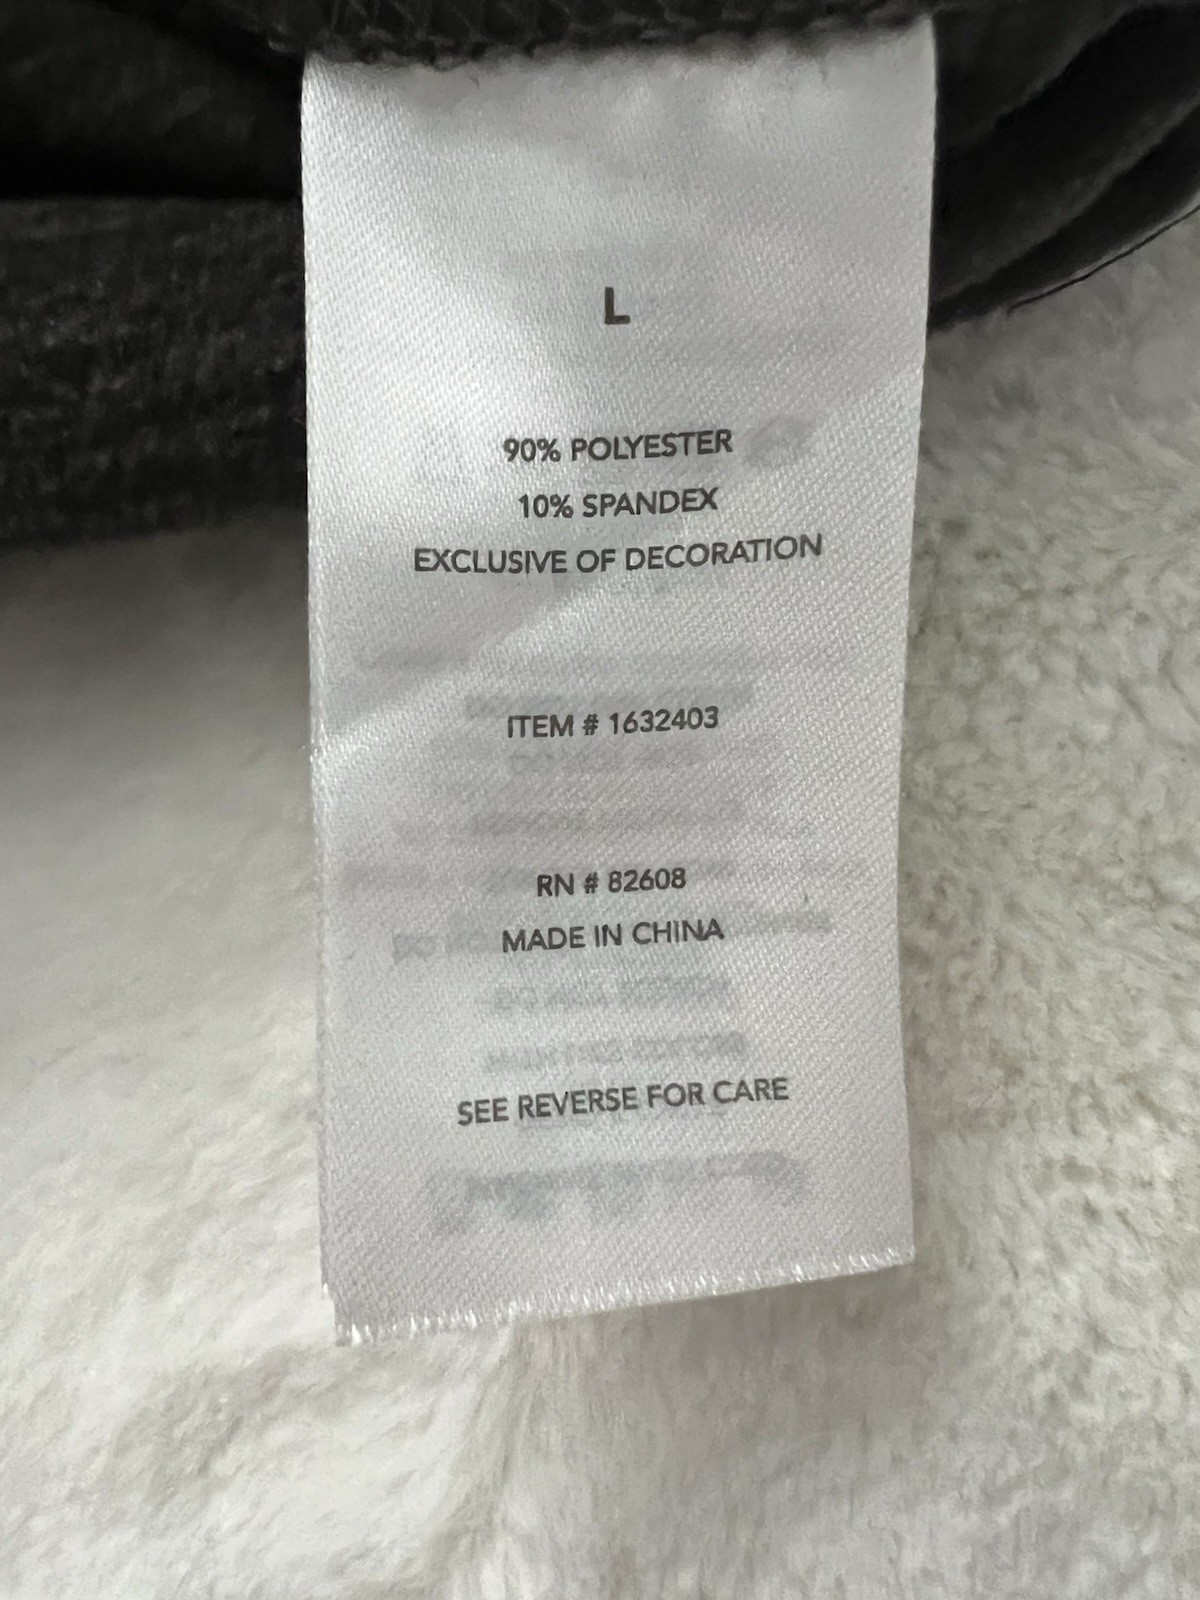 L
90% POLYESTER
10% SPANDEX
EXCLUSIVE OF DECORATION
ITEM # 1632403
RN # 82608
MADE IN CHINA
SEE REVERSE FOR CARE